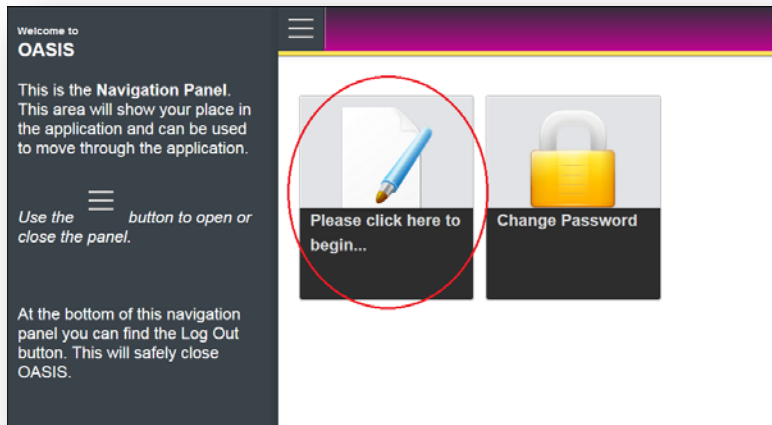 Welcome to
OASIS
This is the Navigation Panel.
This area will show your place in
the application and can be used
to move through the application.
Use the button to open or
close the panel.
At the bottom of this navigation
panel you can find the Log Out
button. This will safely close
OASIS.
Please click here to
begin...
Change Password